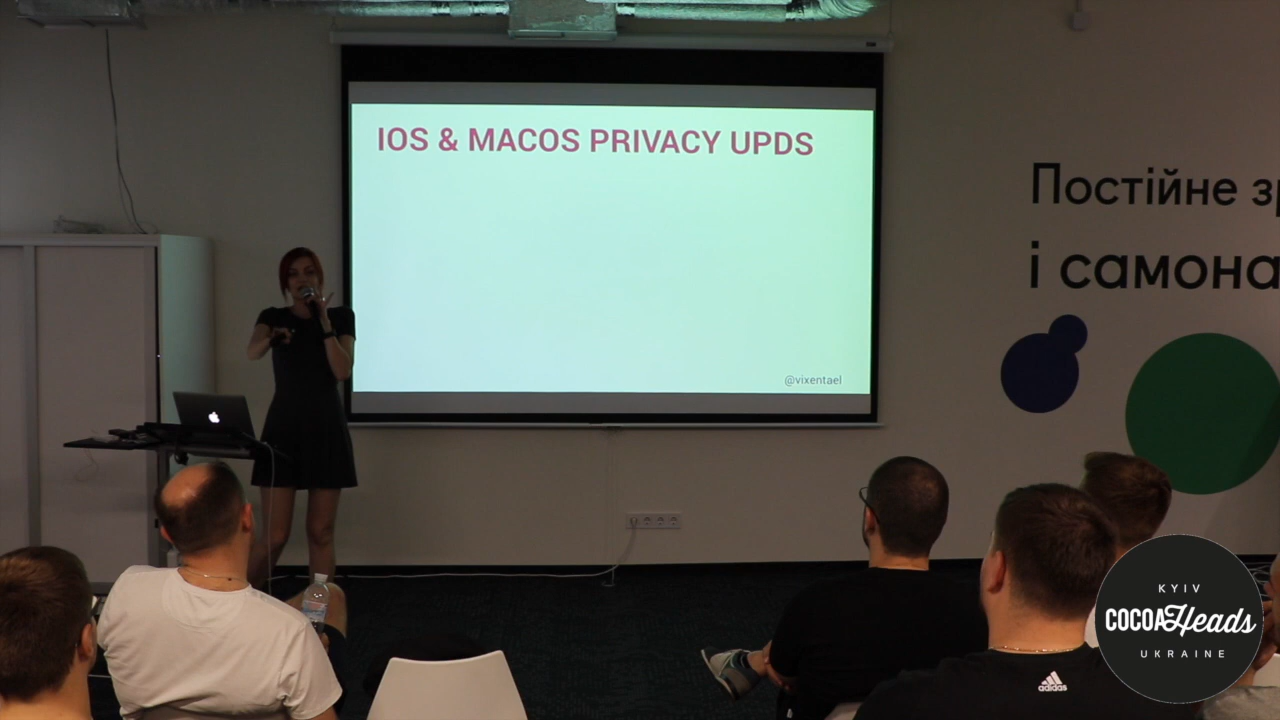 IOS & MACOS PRIVACY UPDS
@vixentael
Постійне
і самона
KYIV
COCOAHeads
UKRAINE
adidas